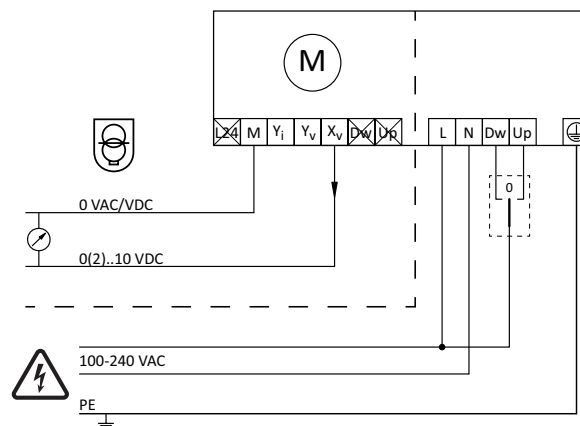 M
L24 M Yi Yv Xv Dw Up L N Dw Up
0
0 VAC/VDC
0(2)..10 VDC
100-240 VAC
PE